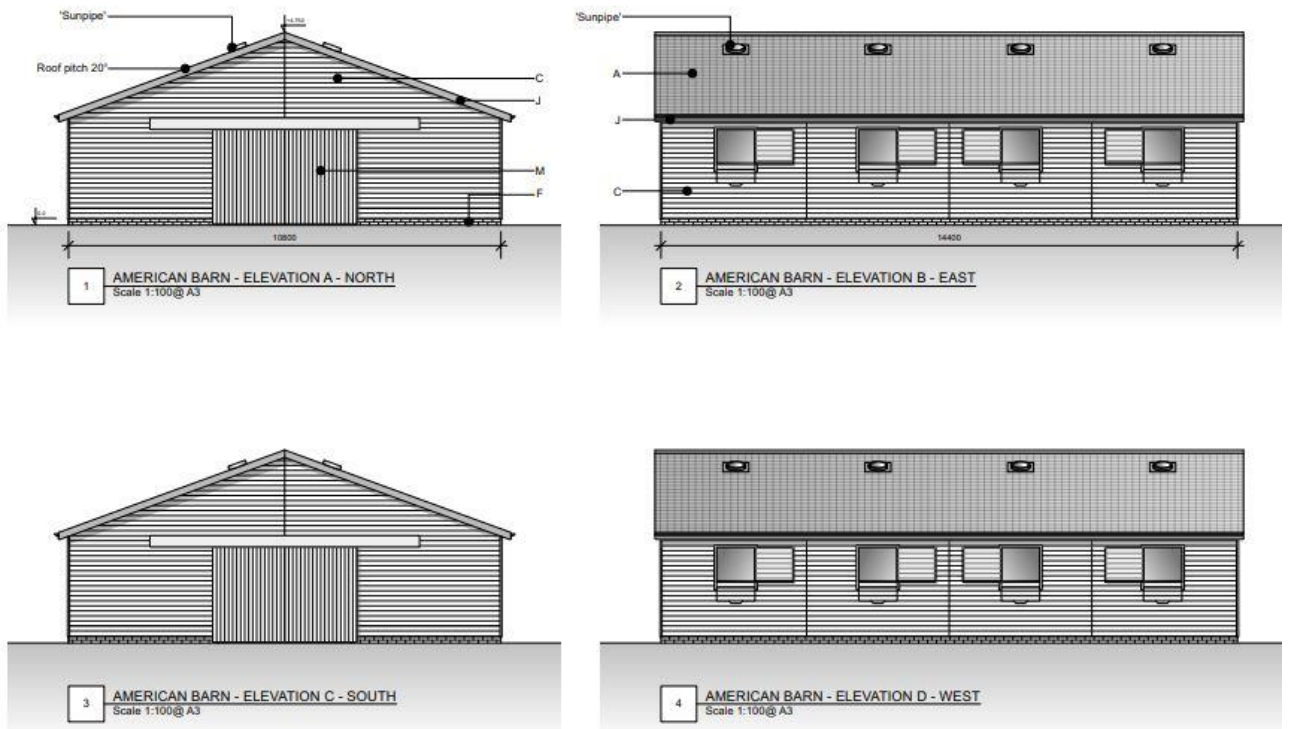 'Sunpipe'
Roof pitch 20°
C
J
M
F
10800
1
AMERICAN BARN - ELEVATION A - NORTH
Scale 1:100@ A3
'Sunpipe'
A
J
C
14400
2
AMERICAN BARN - ELEVATION B - EAST
Scale 1:100@ A3
3
AMERICAN BARN - ELEVATION C - SOUTH
Scale 1:100@ A3
4
AMERICAN BARN - ELEVATION D - WEST
Scale 1:100@ A3